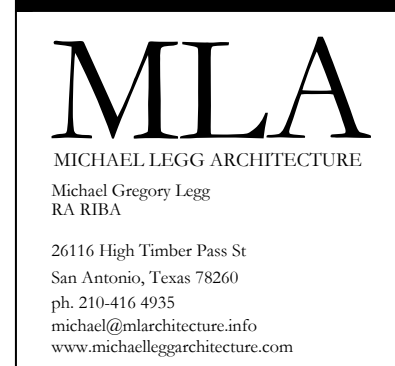 MLA
MICHAEL LEGG ARCHITECTURE
Michael Gregory Legg
RA RIBA
26116 High Timber Pass St
San Antonio, Texas 78260
ph. 210-416 4935
michael@mlarchitecture.info
www.michaelleggarchitecture.com